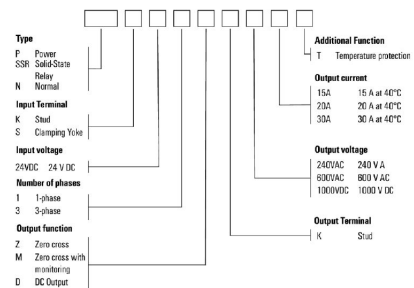 Type
P Power
SSR Solid-State
Relay
N Normal
Input Terminal
K Stud
S Clamping Yoke
Input voltage
24VDC 24 V DC
Number of phases
1 1-phase
3 3-phase
Output function
Z Zero cross
M Zero cross with
monitoring
D DC Output
Additional Function
T Temperature protection
Output current
15A 15 A at 40°C
20A 20 A at 40°C
30A 30 A at 40°C
Output voltage
240VAC 240 V A
600VAC 600 V AC
1000VDC 1000 V DC
Output Terminal
K Stud